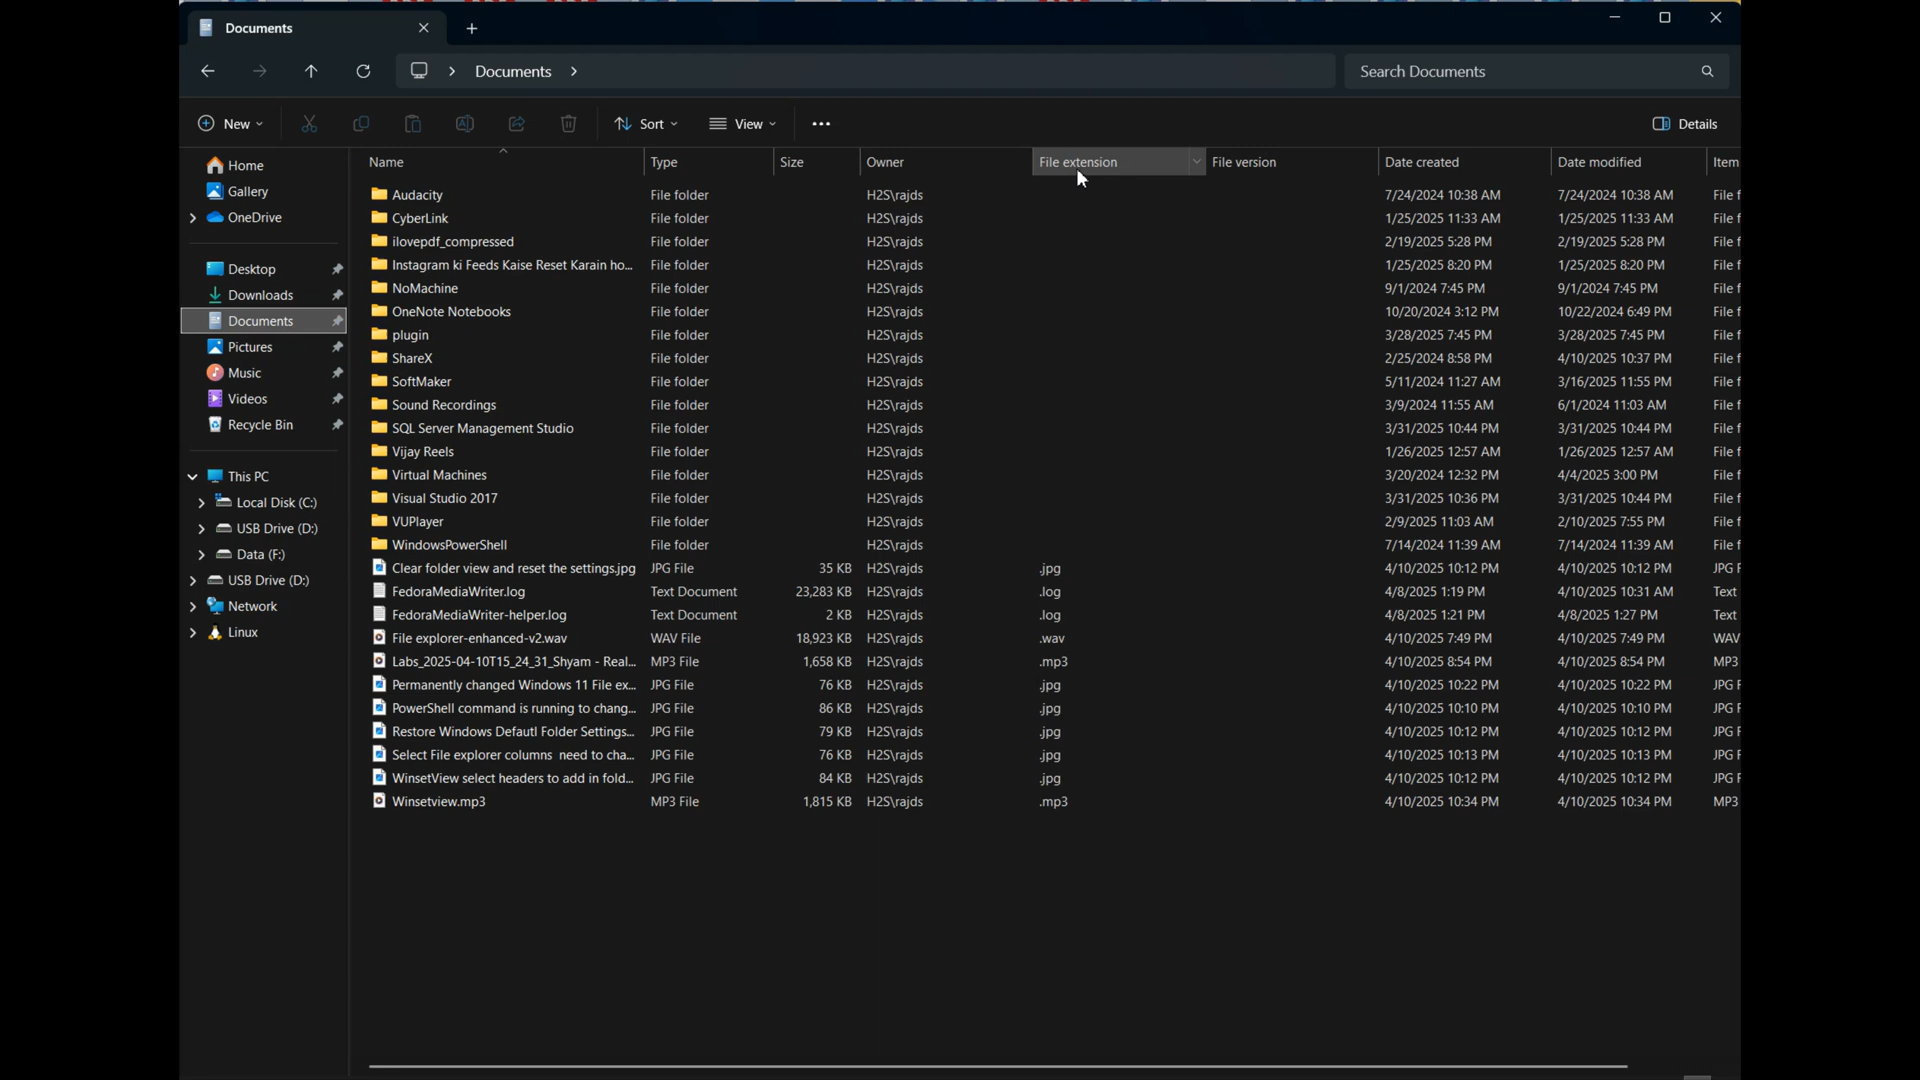 Documents
Documents
Search Documents
New
Sort
View
Details
Home
Gallery
OneDrive
Desktop
Downloads
Documents
Pictures
Music
Videos
Recycle Bin
This PC
Local Disk (C:)
USB Drive (D:)
Data (F:)
USB Drive (D:)
Network
Linux
Name Type Size Owner File extension File version Date created Date modified Item
Audacity File folder H2S\rajds 7/24/2024 10:38 AM 7/24/2024 10:38 AM File f
CyberLink File folder H2S\rajds 1/25/2025 11:33 AM 1/25/2025 11:33 AM File f
ilovepdf_compressed File folder H2S\rajds 2/19/2025 5:28 PM 2/19/2025 5:28 PM File f
Instagram ki Feeds Kaise Reset Karain ho... File folder H2S\rajds 1/25/2025 8:20 PM 1/25/2025 8:20 PM File f
NoMachine File folder H2S\rajds 9/1/2024 7:45 PM 9/1/2024 7:45 PM File f
OneNote Notebooks File folder H2S\rajds 10/20/2024 3:12 PM 10/22/2024 6:49 PM File f
plugin File folder H2S\rajds 3/28/2025 7:45 PM 3/28/2025 7:45 PM File f
ShareX File folder H2S\rajds 2/25/2024 8:58 PM 4/10/2025 10:37 PM File f
SoftMaker File folder H2S\rajds 5/11/2024 11:27 AM 3/16/2025 11:55 PM File f
Sound Recordings File folder H2S\rajds 3/9/2024 11:55 AM 6/1/2024 11:03 AM File f
SQL Server Management Studio File folder H2S\rajds 3/31/2025 10:44 PM 3/31/2025 10:44 PM File f
Vijay Reels File folder H2S\rajds 1/26/2025 12:57 AM 1/26/2025 12:57 AM File f
Virtual Machines File folder H2S\rajds 3/20/2024 12:32 PM 4/4/2025 3:00 PM File f
Visual Studio 2017 File folder H2S\rajds 3/31/2025 10:36 PM 3/31/2025 10:44 PM File f
VUPlayer File folder H2S\rajds 2/9/2025 11:03 AM 2/10/2025 7:55 PM File f
WindowsPowerShell File folder H2S\rajds 7/14/2024 11:39 AM 7/14/2024 11:39 AM File f
Clear folder view and reset the settings.jpg JPG File 35 KB H2S\rajds .jpg 4/10/2025 10:12 PM 4/10/2025 10:12 PM JPG F
FedoraMediaWriter.log Text Document 23,283 KB H2S\rajds .log 4/8/2025 1:19 PM 4/10/2025 10:31 AM Text
FedoraMediaWriter-helper.log Text Document 2 KB H2S\rajds .log 4/8/2025 1:21 PM 4/8/2025 1:27 PM Text
File explorer-enhanced-v2.wav WAV File 18,923 KB H2S\rajds .wav 4/10/2025 7:49 PM 4/10/2025 7:49 PM WAV
Labs_2025-04-10T15_24_31_Shyam - Real... MP3 File 1,658 KB H2S\rajds .mp3 4/10/2025 8:54 PM 4/10/2025 8:54 PM MP3
Permanently changed Windows 11 File ex... JPG File 76 KB H2S\rajds .jpg 4/10/2025 10:22 PM 4/10/2025 10:22 PM JPG F
PowerShell command is running to chang... JPG File 86 KB H2S\rajds .jpg 4/10/2025 10:10 PM 4/10/2025 10:10 PM JPG F
Restore Windows Defautl Folder Settings... JPG File 79 KB H2S\rajds .jpg 4/10/2025 10:12 PM 4/10/2025 10:12 PM JPG F
Select File explorer columns need to cha... JPG File 76 KB H2S\rajds .jpg 4/10/2025 10:13 PM 4/10/2025 10:13 PM JPG F
WinsetView select headers to add in fold... JPG File 84 KB H2S\rajds .jpg 4/10/2025 10:12 PM 4/10/2025 10:12 PM JPG F
Winsetview.mp3 MP3 File 1,815 KB H2S\rajds .mp3 4/10/2025 10:34 PM 4/10/2025 10:34 PM MP3